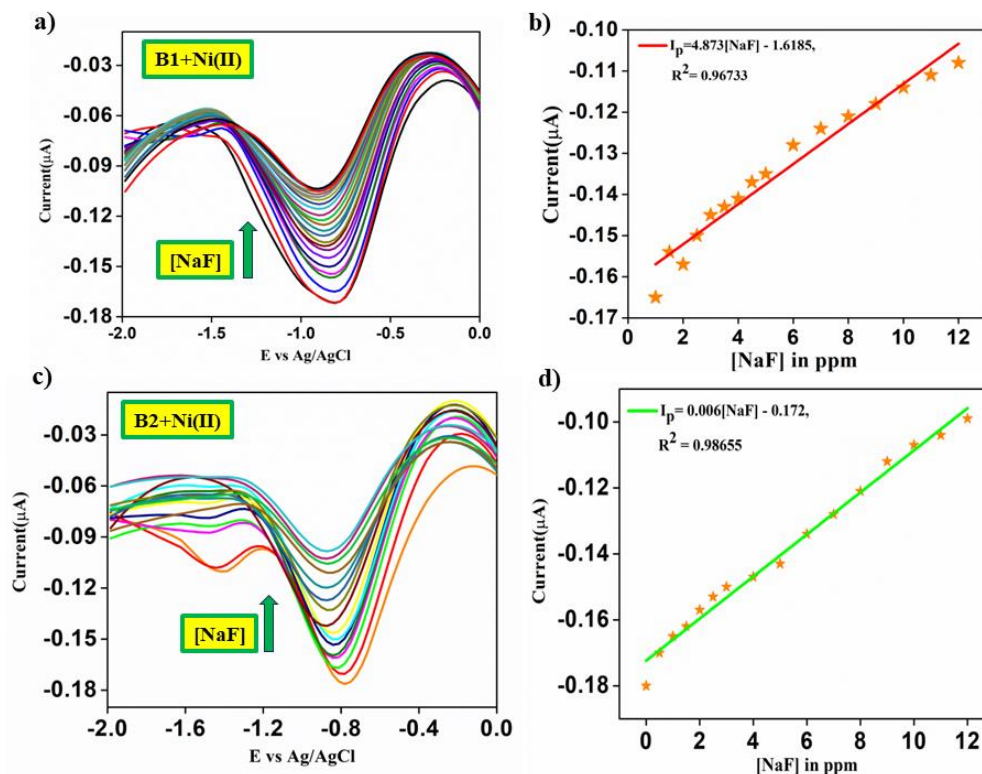 a)
B1+Ni(II)
[NaF]
Current(μA)
-0.03
-0.06
-0.09
-0.12
-0.15
-0.18
-2.0
-1.5
-1.0
-0.5
0.0
E vs Ag/AgCl
b)
I_p=4.873[NaF] - 1.6185,
R² = 0.96733
Current(μA)
-0.10
-0.11
-0.12
-0.13
-0.14
-0.15
-0.16
-0.17
0
2
4
6
8
10
12
[NaF] in ppm
c)
B2+Ni(II)
[NaF]
Current(μA)
-0.03
-0.06
-0.09
-0.12
-0.15
-0.18
-2.0
-1.6
-1.2
-0.8
-0.4
0.0
E vs Ag/AgCl
d)
I_p= 0.006[NaF] - 0.172,
R² = 0.98655
Current(μA)
-0.10
-0.12
-0.14
-0.16
-0.18
0
2
4
6
8
10
12
[NaF] in ppm